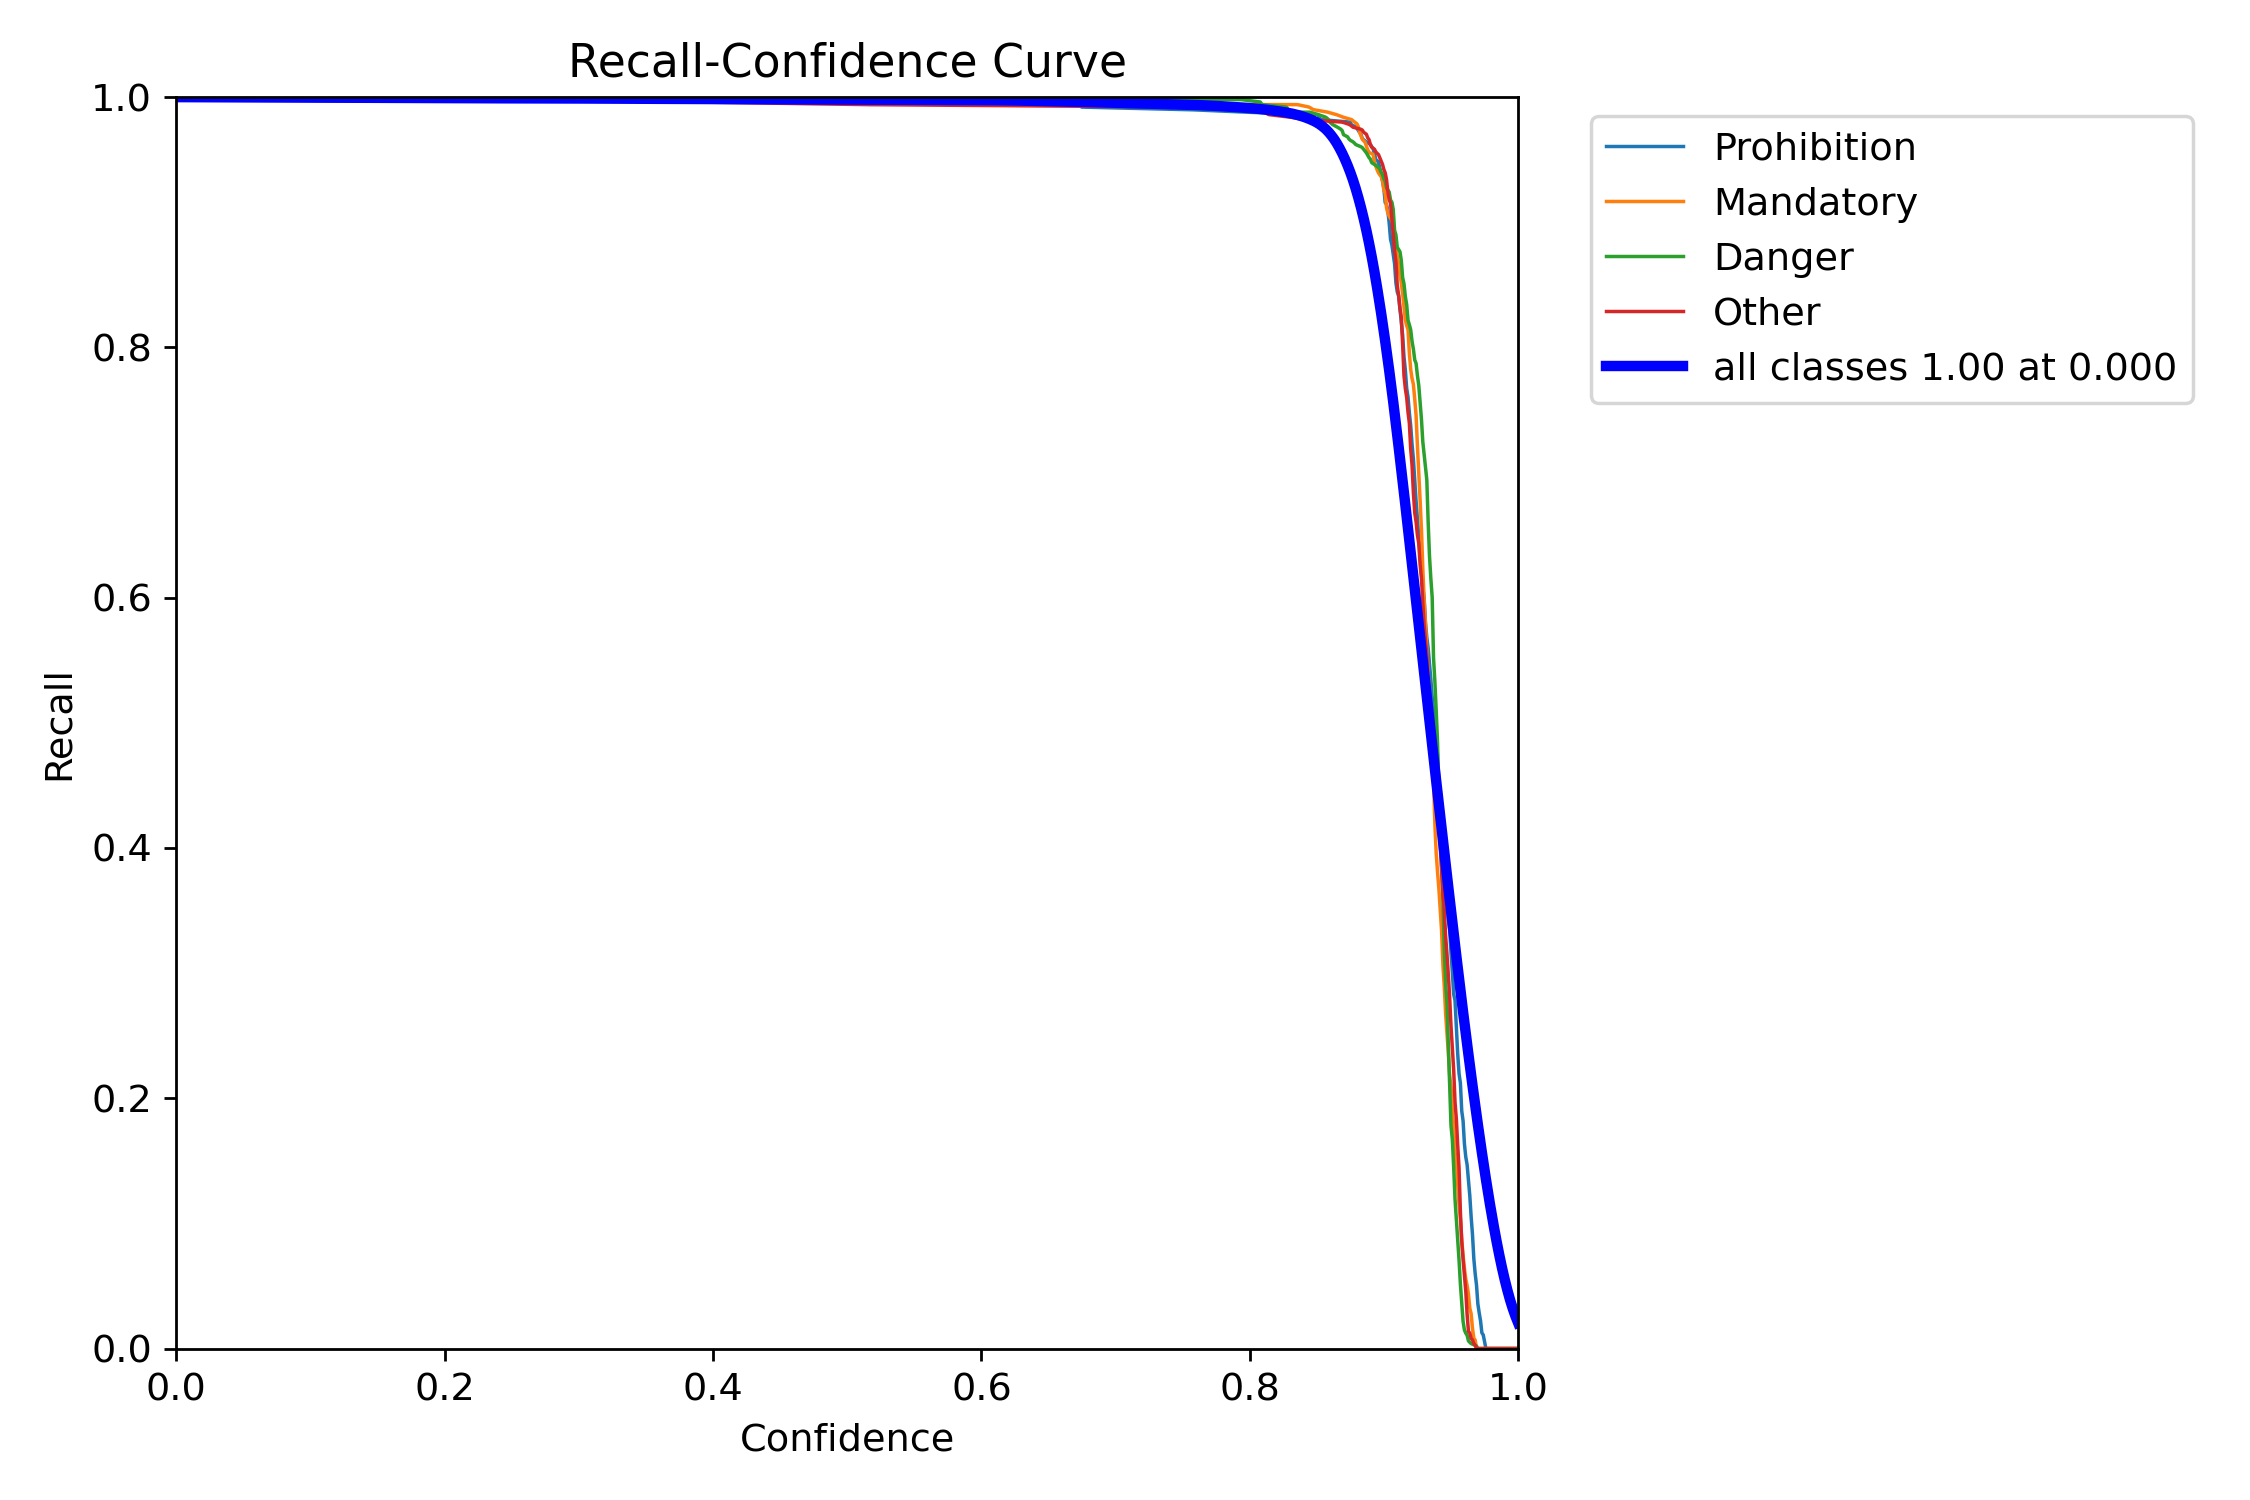 Recall-Confidence Curve
1.0
0.8
0.6
0.4
0.2
0.0
Recall
0.0 0.2 0.4 0.6 0.8 1.0
Confidence
Prohibition
Mandatory
Danger
Other
all classes 1.00 at 0.000